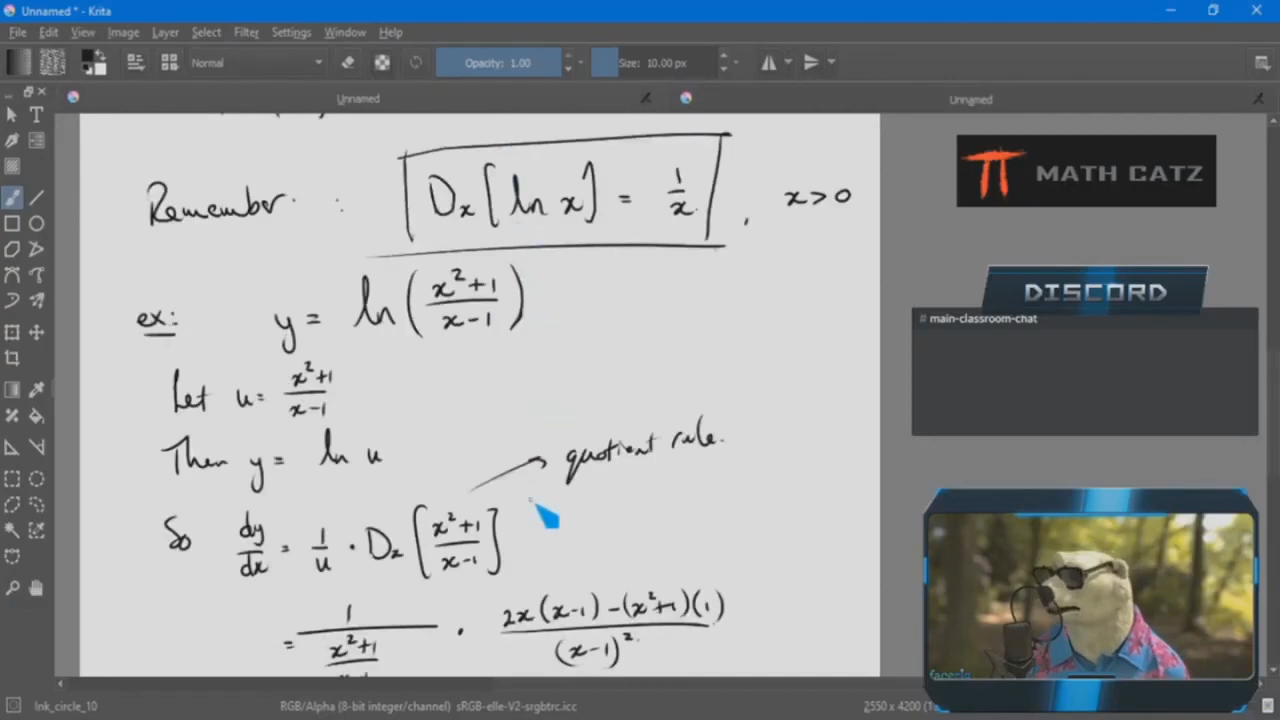 Unnamed * - Krita
File Edit View Image Layer Select Filter Settings Window Help
Normal Opacity: 1.00 Size: 10.00 px
Unnamed Unnamed
Remember : Dx [ln x] = 1/x , x > 0
ex: y = ln((x²+1)/(x-1))
Let u = (x²+1)/(x-1)
Then y = ln u
quotient rule.
So dy/dx = 1/u · Dx [(x²+1)/(x-1)]
= 1/((x²+1)/ · (2x(x-1) - (x²+1)(1))/(x-1)²
MATH CATZ
DISCORD
# main-classroom-chat
facerig
Ink_circle_10 RGB/Alpha (8-bit integer/channel) sRGB-elle-V2-srgbtrc.icc 2550 x 4200